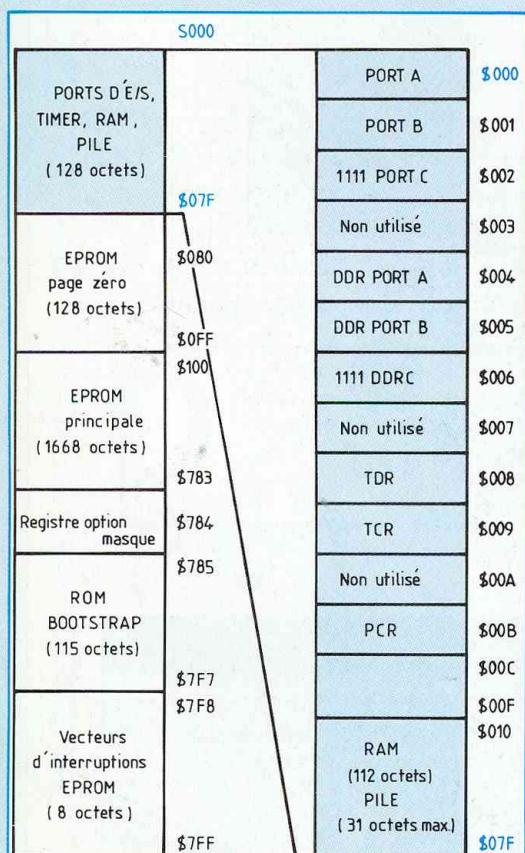 S000
PORTS D'E/S,
TIMER, RAM,
PILE
(128 octets)
$07F
EPROM
page zéro
(128 octets)
$080
$0FF
EPROM
principale
(1668 octets)
$100
$783
Registre option
masque
$784
ROM
BOOTSTRAP
(115 octets)
$785
$7F7
Vecteurs
d'interruptions
EPROM
(8 octets)
$7F8
$7FF
PORT A
$000
PORT B
$001
1111 PORT C
$002
Non utilisé
$003
DDR PORT A
$004
DDR PORT B
$005
1111 DDRC
$006
Non utilisé
$007
TDR
$008
TCR
$009
Non utilisé
$00A
PCR
$00B
$00C
$00F
RAM
(112 octets)
PILE
(31 octets max.)
$010
$07F